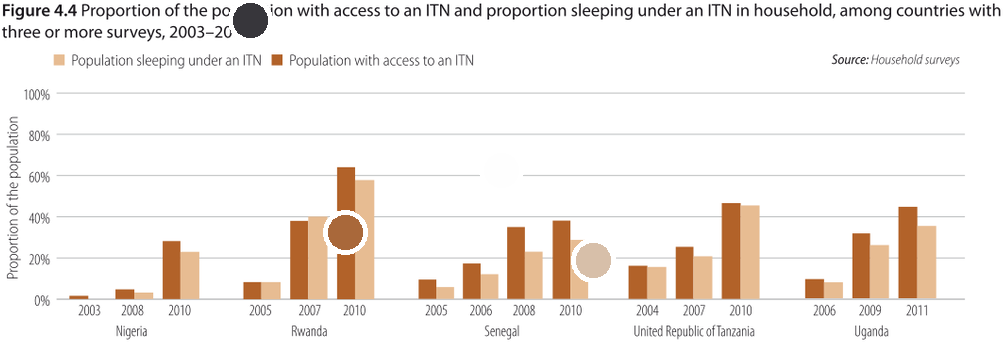 Figure 4.4 Proportion of the with access to an ITN and proportion sleeping under an ITN in household, among countries with
three or more surveys, 2003–
Population sleeping under an ITN Population with access to an ITN
Source: Household surveys
Proportion of the population
100%
80%
60%
40%
20%
0%
2003 2008 2010 2005 2007 2010 2005 2006 2008 2010 2004 2007 2010 2006 2009 2011
Nigeria Rwanda Senegal United Republic of Tanzania Uganda